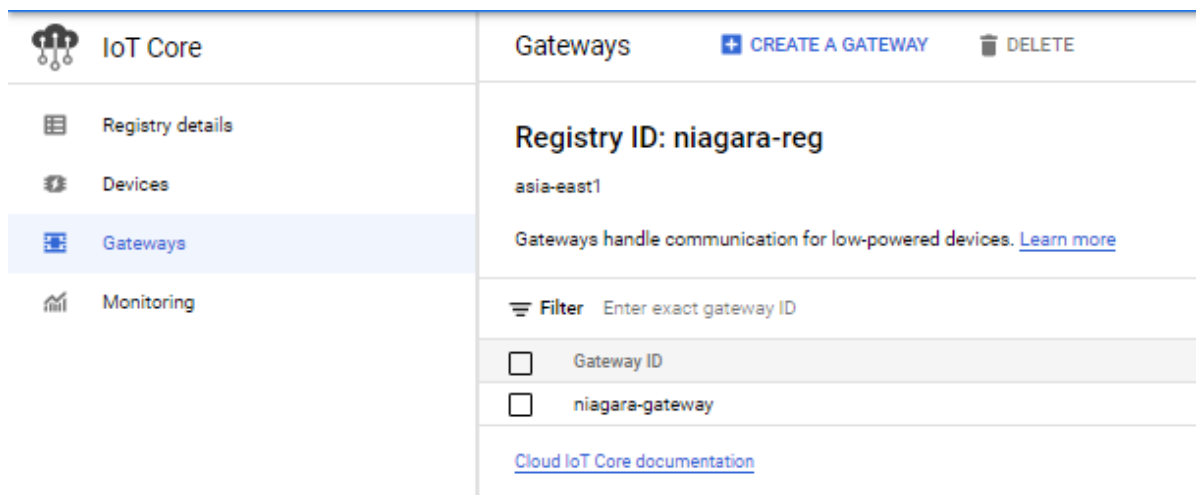 IoT Core
Registry details
Devices
Gateways
Monitoring
Gateways CREATE A GATEWAY DELETE
Registry ID: niagara-reg
asia-east1
Gateways handle communication for low-powered devices. Learn more
Filter Enter exact gateway ID
Gateway ID
niagara-gateway
Cloud IoT Core documentation